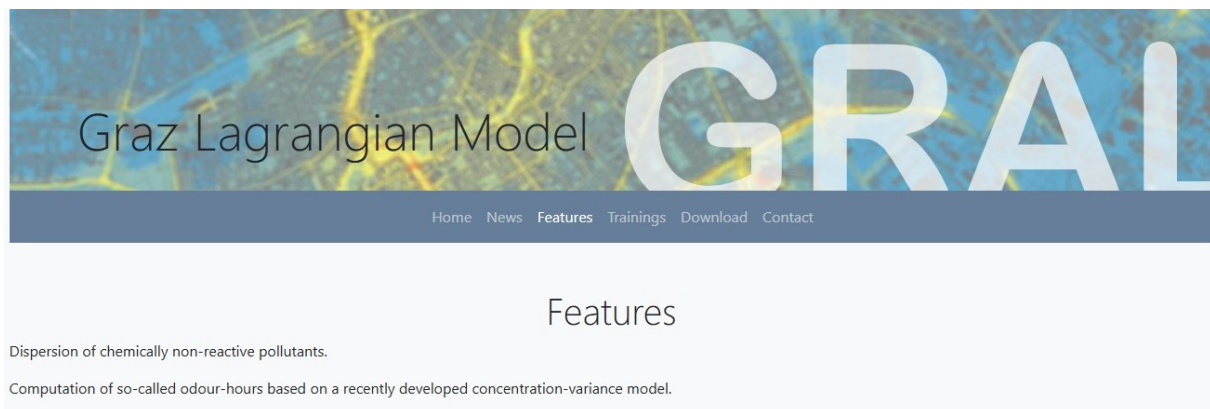 Graz Lagrangian Model
GRAL
Home News Features Trainings Download Contact
Features
Dispersion of chemically non-reactive pollutants.
Computation of so-called odour-hours based on a recently developed concentration-variance model.